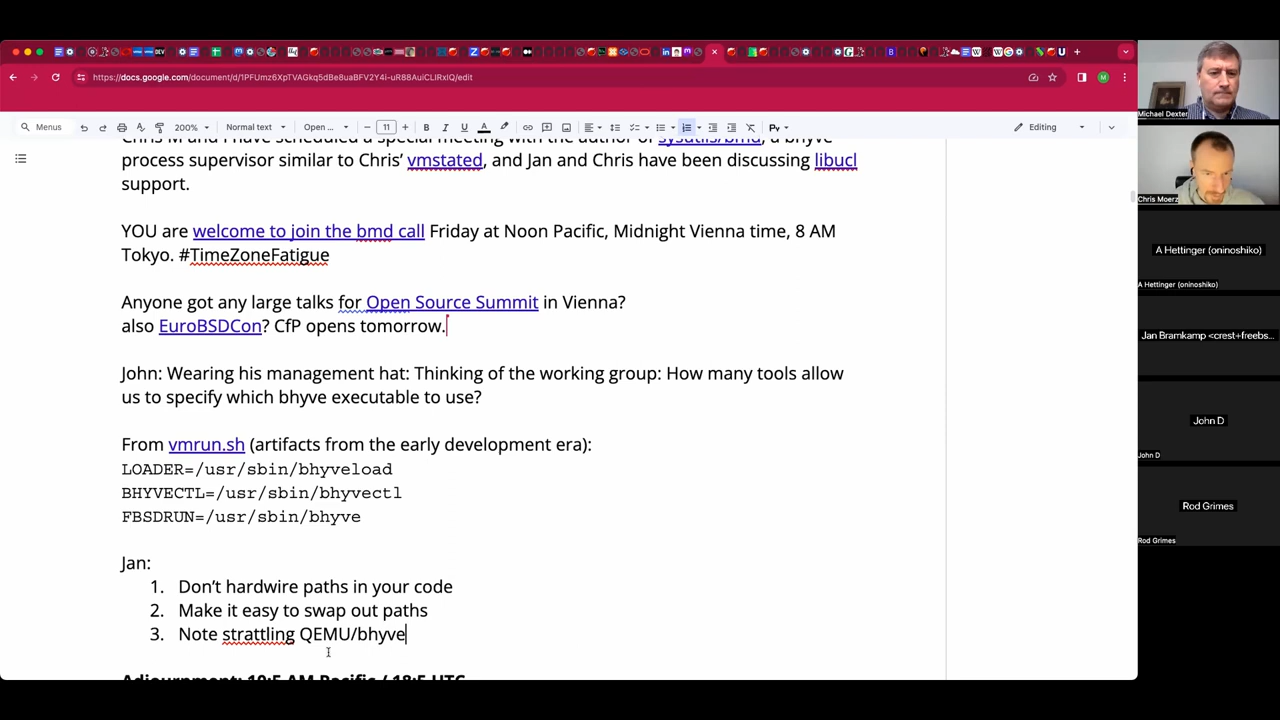 https://docs.google.com/document/d/1PFUmz6XpTVAGkq5dBe8uaBFV2Y4i-uR88AuiCLIRxIQ/edit
Menus
200%
Normal text
Open ...
11
Editing
process supervisor similar to Chris’ vmstated, and Jan and Chris have been discussing libucl
support.
YOU are welcome to join the bmd call Friday at Noon Pacific, Midnight Vienna time, 8 AM
Tokyo. #TimeZoneFatigue
Anyone got any large talks for Open Source Summit in Vienna?
also EuroBSDCon? CfP opens tomorrow.
John: Wearing his management hat: Thinking of the working group: How many tools allow
us to specify which bhyve executable to use?
From vmrun.sh (artifacts from the early development era):
LOADER=/usr/sbin/bhyveload
BHYVECTL=/usr/sbin/bhyvectl
FBSDRUN=/usr/sbin/bhyve
Jan:
1. Don’t hardwire paths in your code
2. Make it easy to swap out paths
3. Note strattling QEMU/bhyve
Michael Dexter
Chris Moerz
A Hettinger (oninoshiko)
A Hettinger (oninoshiko)
Jan Bramkamp <crest+freebs...
John D
John D
Rod Grimes
Rod Grimes